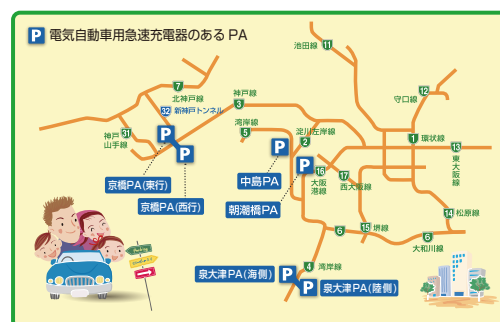 P 電気自動車用急速充電器のあるPA
池田線
11
7
北神戸線
32 新神戸トンネル
神戸線
3
守口線
12
湾岸線
5
淀川左岸線
2
31
神戸
山手線
P
P
1 環状線
13
東大阪線
P
P
京橋PA(東行)
京橋PA(西行)
中島PA
朝潮橋PA
16
大阪
港線
17
西大阪線
14 松原線
15 堺線
6
6
大和川線
4 湾岸線
泉大津PA(海側)
P
P
泉大津PA(陸側)